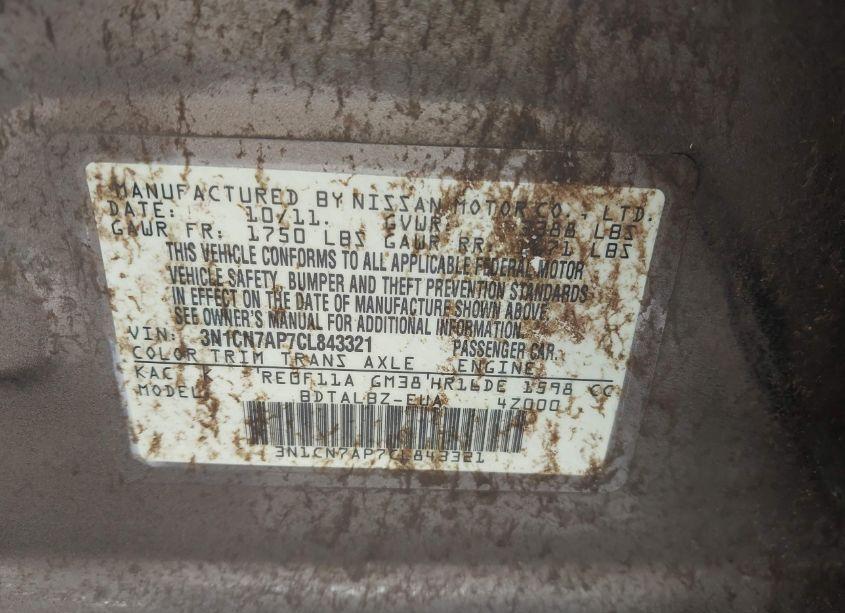 MANUFACTURED BY NISSAN MOTOR CO., LTD.
DATE: 10/11. GVWR: 3388 LBS
GAWR FR: 1750 LBS GAWR RR: LBS
THIS VEHICLE CONFORMS TO ALL APPLICABLE FEDERAL MOTOR
VEHICLE SAFETY, BUMPER AND THEFT PREVENTION STANDARDS
IN EFFECT ON THE DATE OF MANUFACTURE SHOWN ABOVE.
SEE OWNER'S MANUAL FOR ADDITIONAL INFORMATION.
VIN: 3N1CN7AP7CL843321 PASSENGER CAR.
COLOR TRIM TRANS AXLE ENGINE
KAC K RE0F11A GM38 HR16DE 1598 CC
MODEL BDTALBZ-EUA 4Z000
3N1CN7AP7CL843321